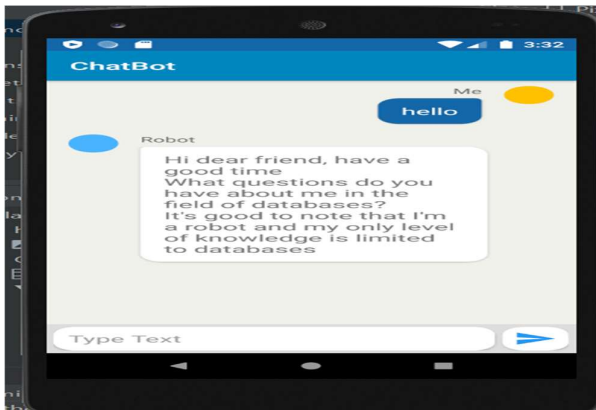 3:32
ChatBot
Me
hello
Robot
Hi dear friend, have a
good time
What questions do you
have about me in the
field of databases?
It's good to note that I'm
a robot and my only level
of knowledge is limited
to databases
Type Text